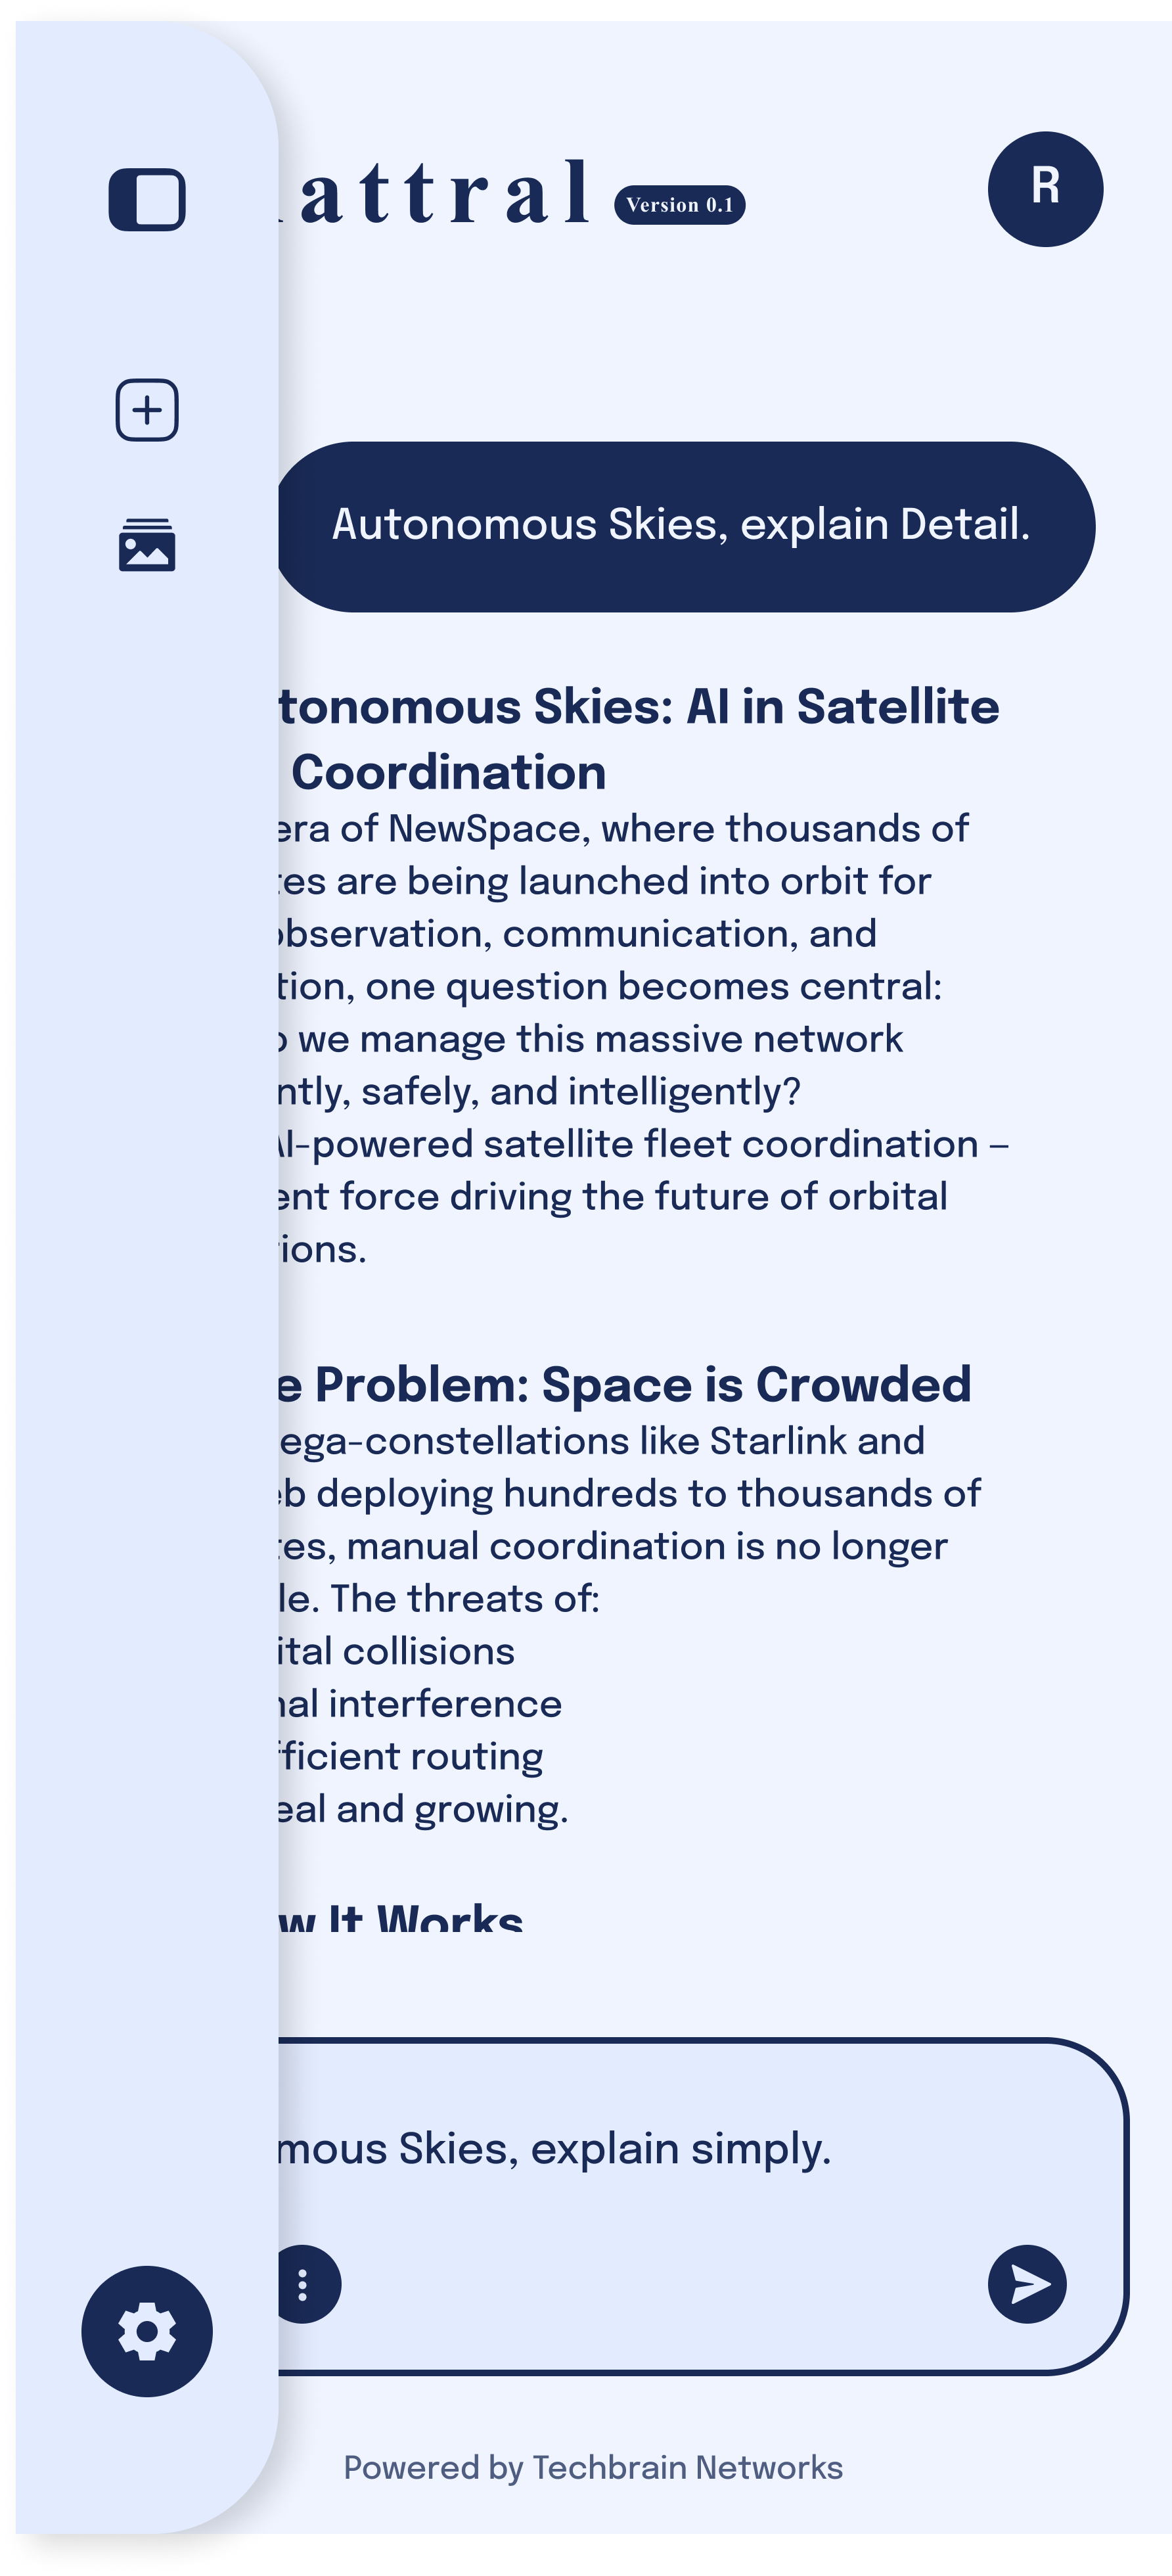 attral
Version 0.1
R
Autonomous Skies, explain Detail.
tonomous Skies: AI in Satellite
Coordination
era of NewSpace, where thousands of
tes are being launched into orbit for
observation, communication, and
tion, one question becomes central:
o we manage this massive network
ntly, safely, and intelligently?
AI-powered satellite fleet coordination —
ent force driving the future of orbital
ions.
e Problem: Space is Crowded
ega-constellations like Starlink and
eb deploying hundreds to thousands of
tes, manual coordination is no longer
le. The threats of:
ital collisions
nal interference
fficient routing
eal and growing.
w It Works
mous Skies, explain simply.
Powered by Techbrain Networks